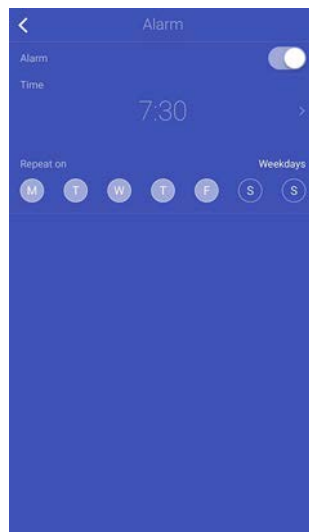 Alarm
Alarm
Time
7:30
Repeat on Weekdays
M T W T F S S